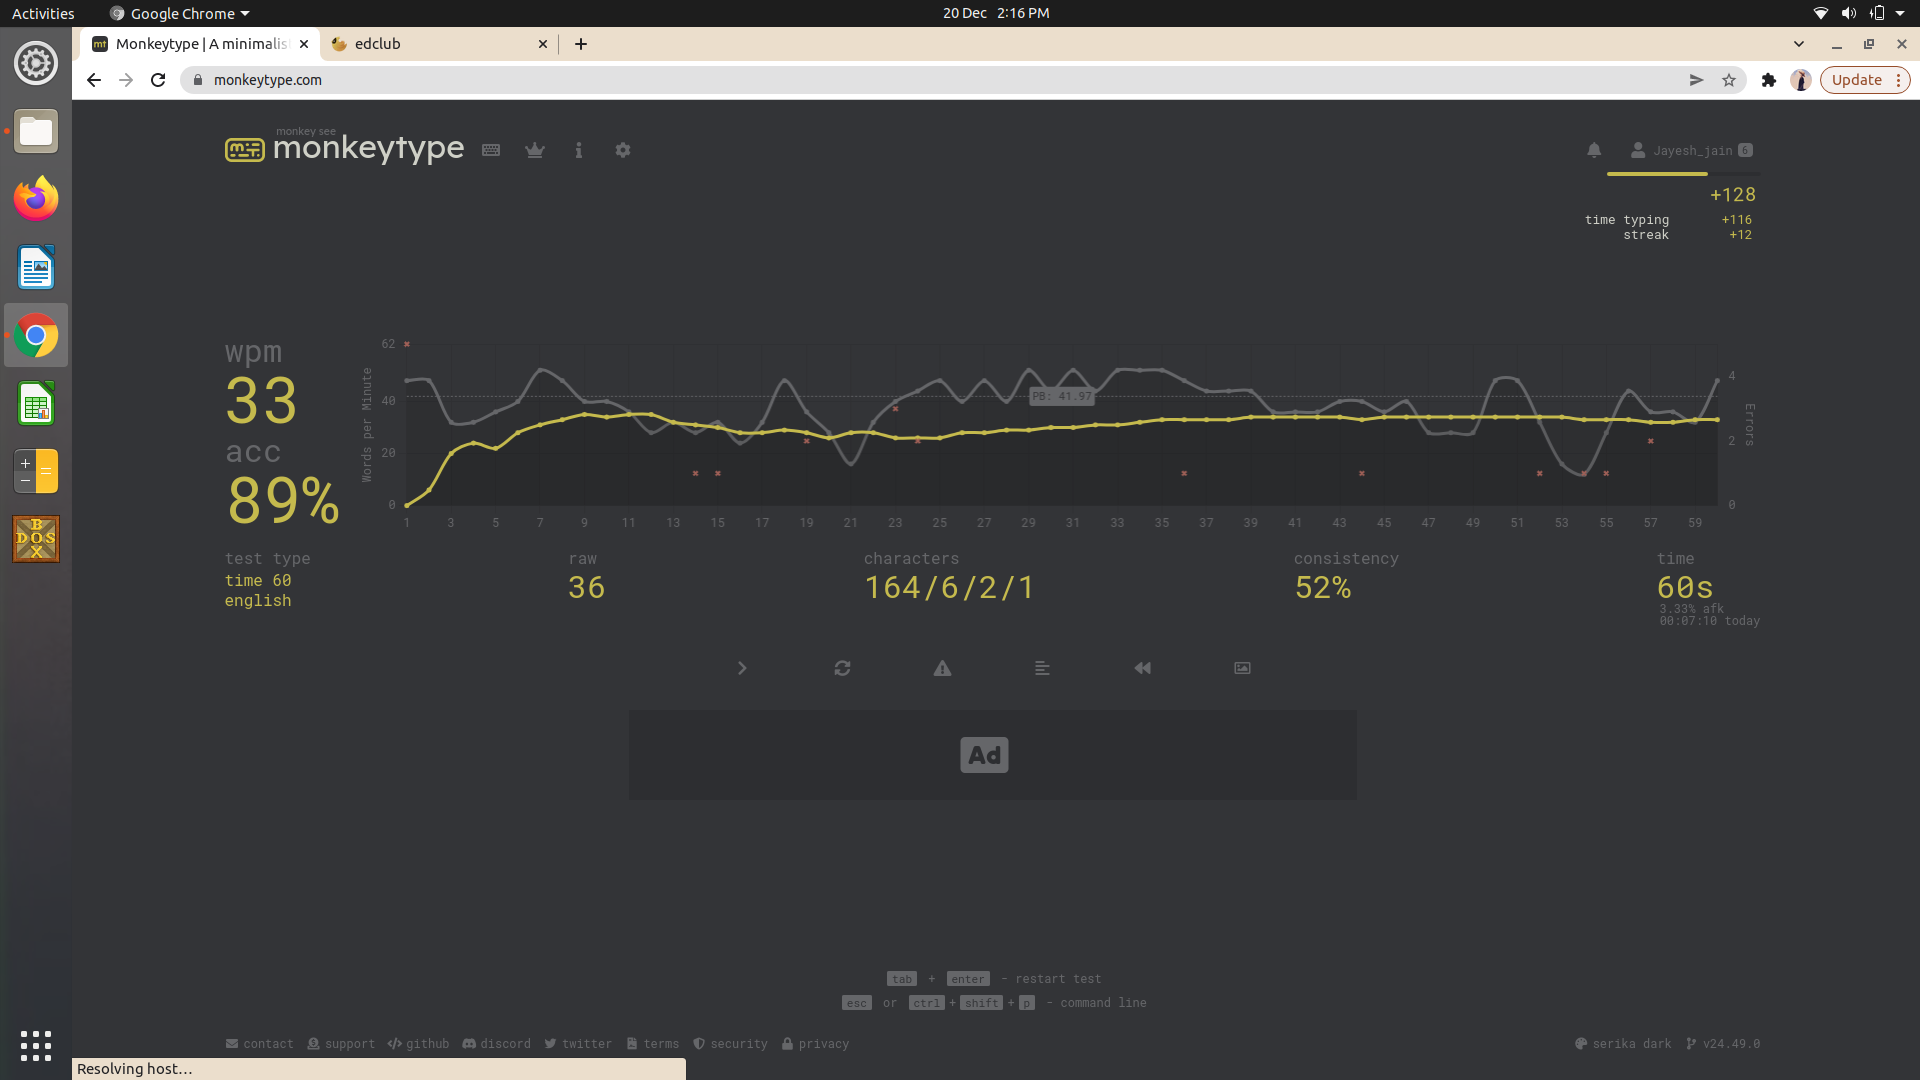 Activities Google Chrome 20 Dec 2:16 PM
mt Monkeytype | A minimalis edclub
monkeytype.com Update
monkey see
monkeytype
Jayesh_jain 6
+128
time typing +116
streak +12
wpm
33
acc
89%
Words per Minute
62
40
20
0
PB: 41.97
Errors
4
2
0
1 3 5 7 9 11 13 15 17 19 21 23 25 27 29 31 33 35 37 39 41 43 45 47 49 51 53 55 57 59
test type
time 60
english
raw
36
characters
164/6/2/1
consistency
52%
time
60s
3.33% afk
00:07:10 today
Ad
BOX
DOS
tab + enter - restart test
esc or ctrl + shift + p - command line
contact support github discord twitter terms security privacy serika dark v24.49.0
Resolving host…